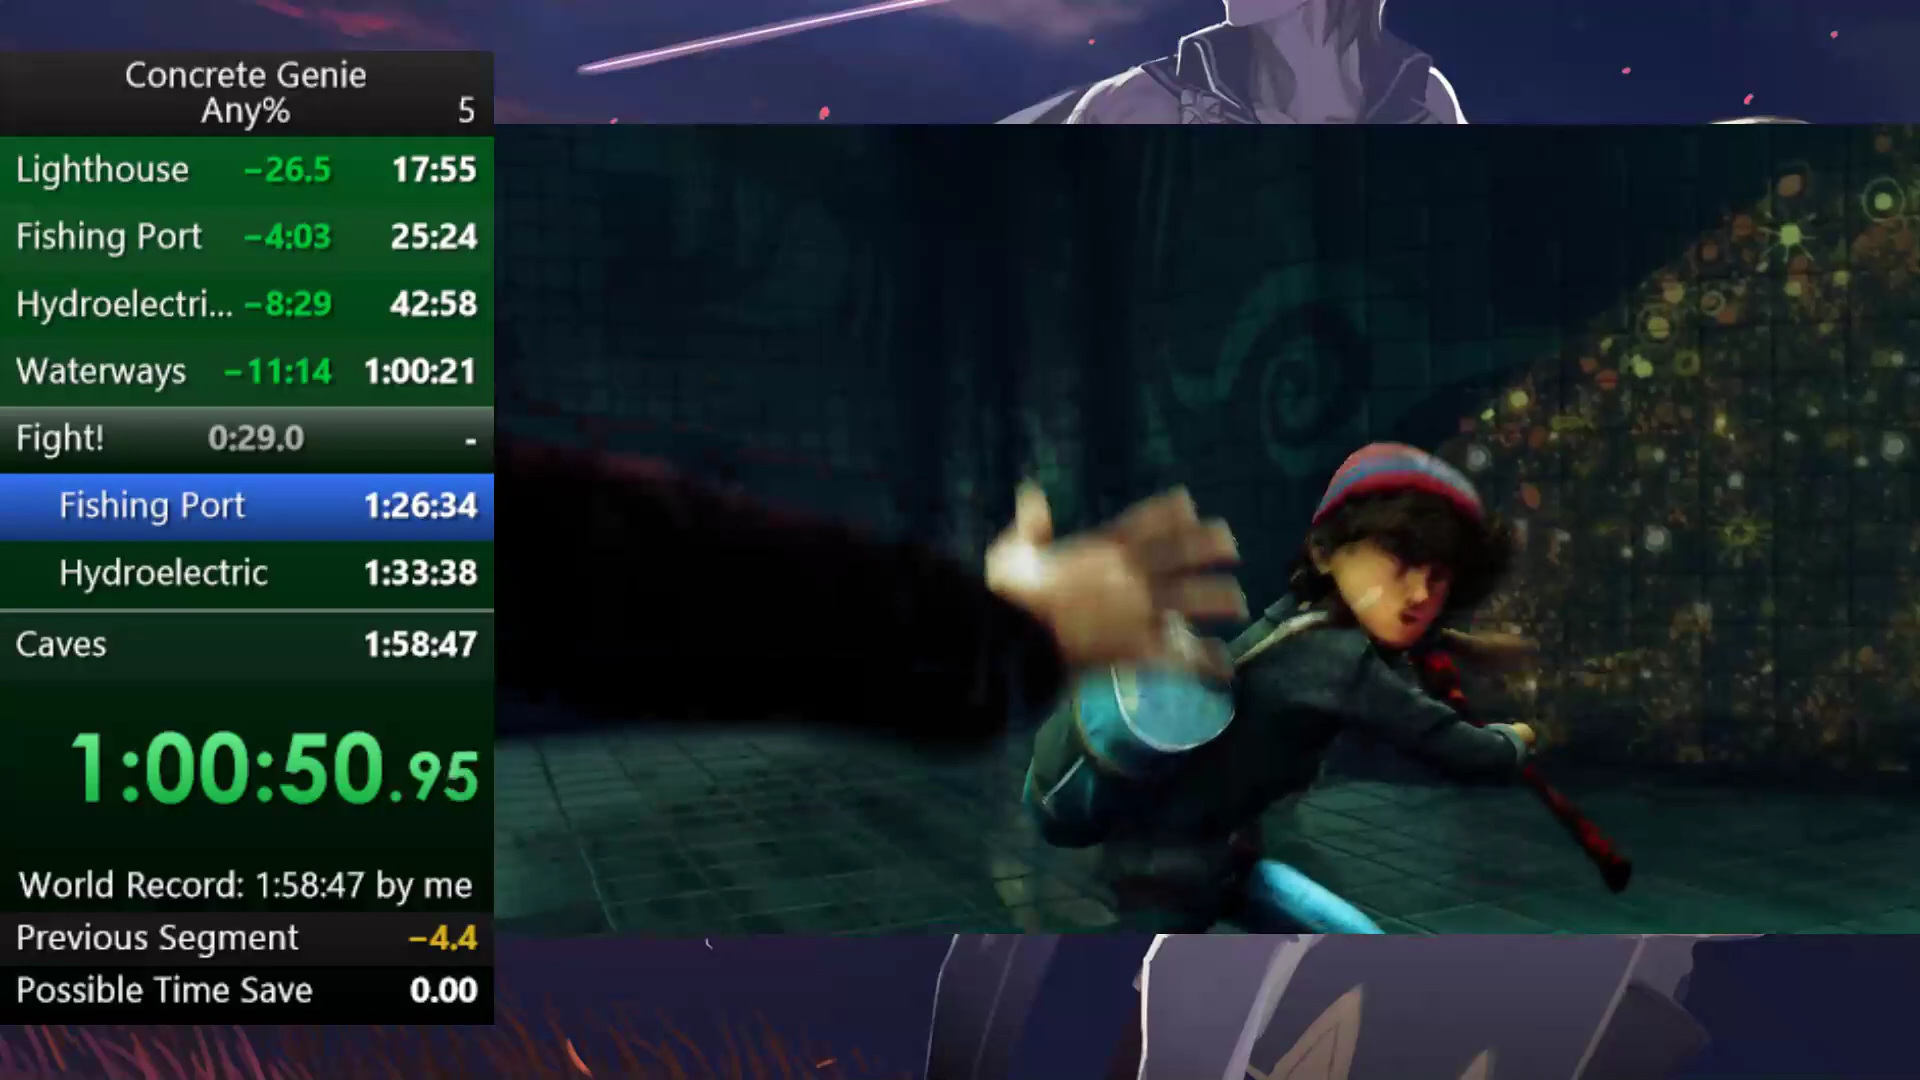 Concrete Genie
Any% 5
Lighthouse −26.5 17:55
Fishing Port −4:03 25:24
Hydroelectri... −8:29 42:58
Waterways −11:14 1:00:21
Fight! 0:29.0 -
Fishing Port 1:26:34
Hydroelectric 1:33:38
Caves 1:58:47
1:00:50.95
World Record: 1:58:47 by me
Previous Segment −4.4
Possible Time Save 0.00